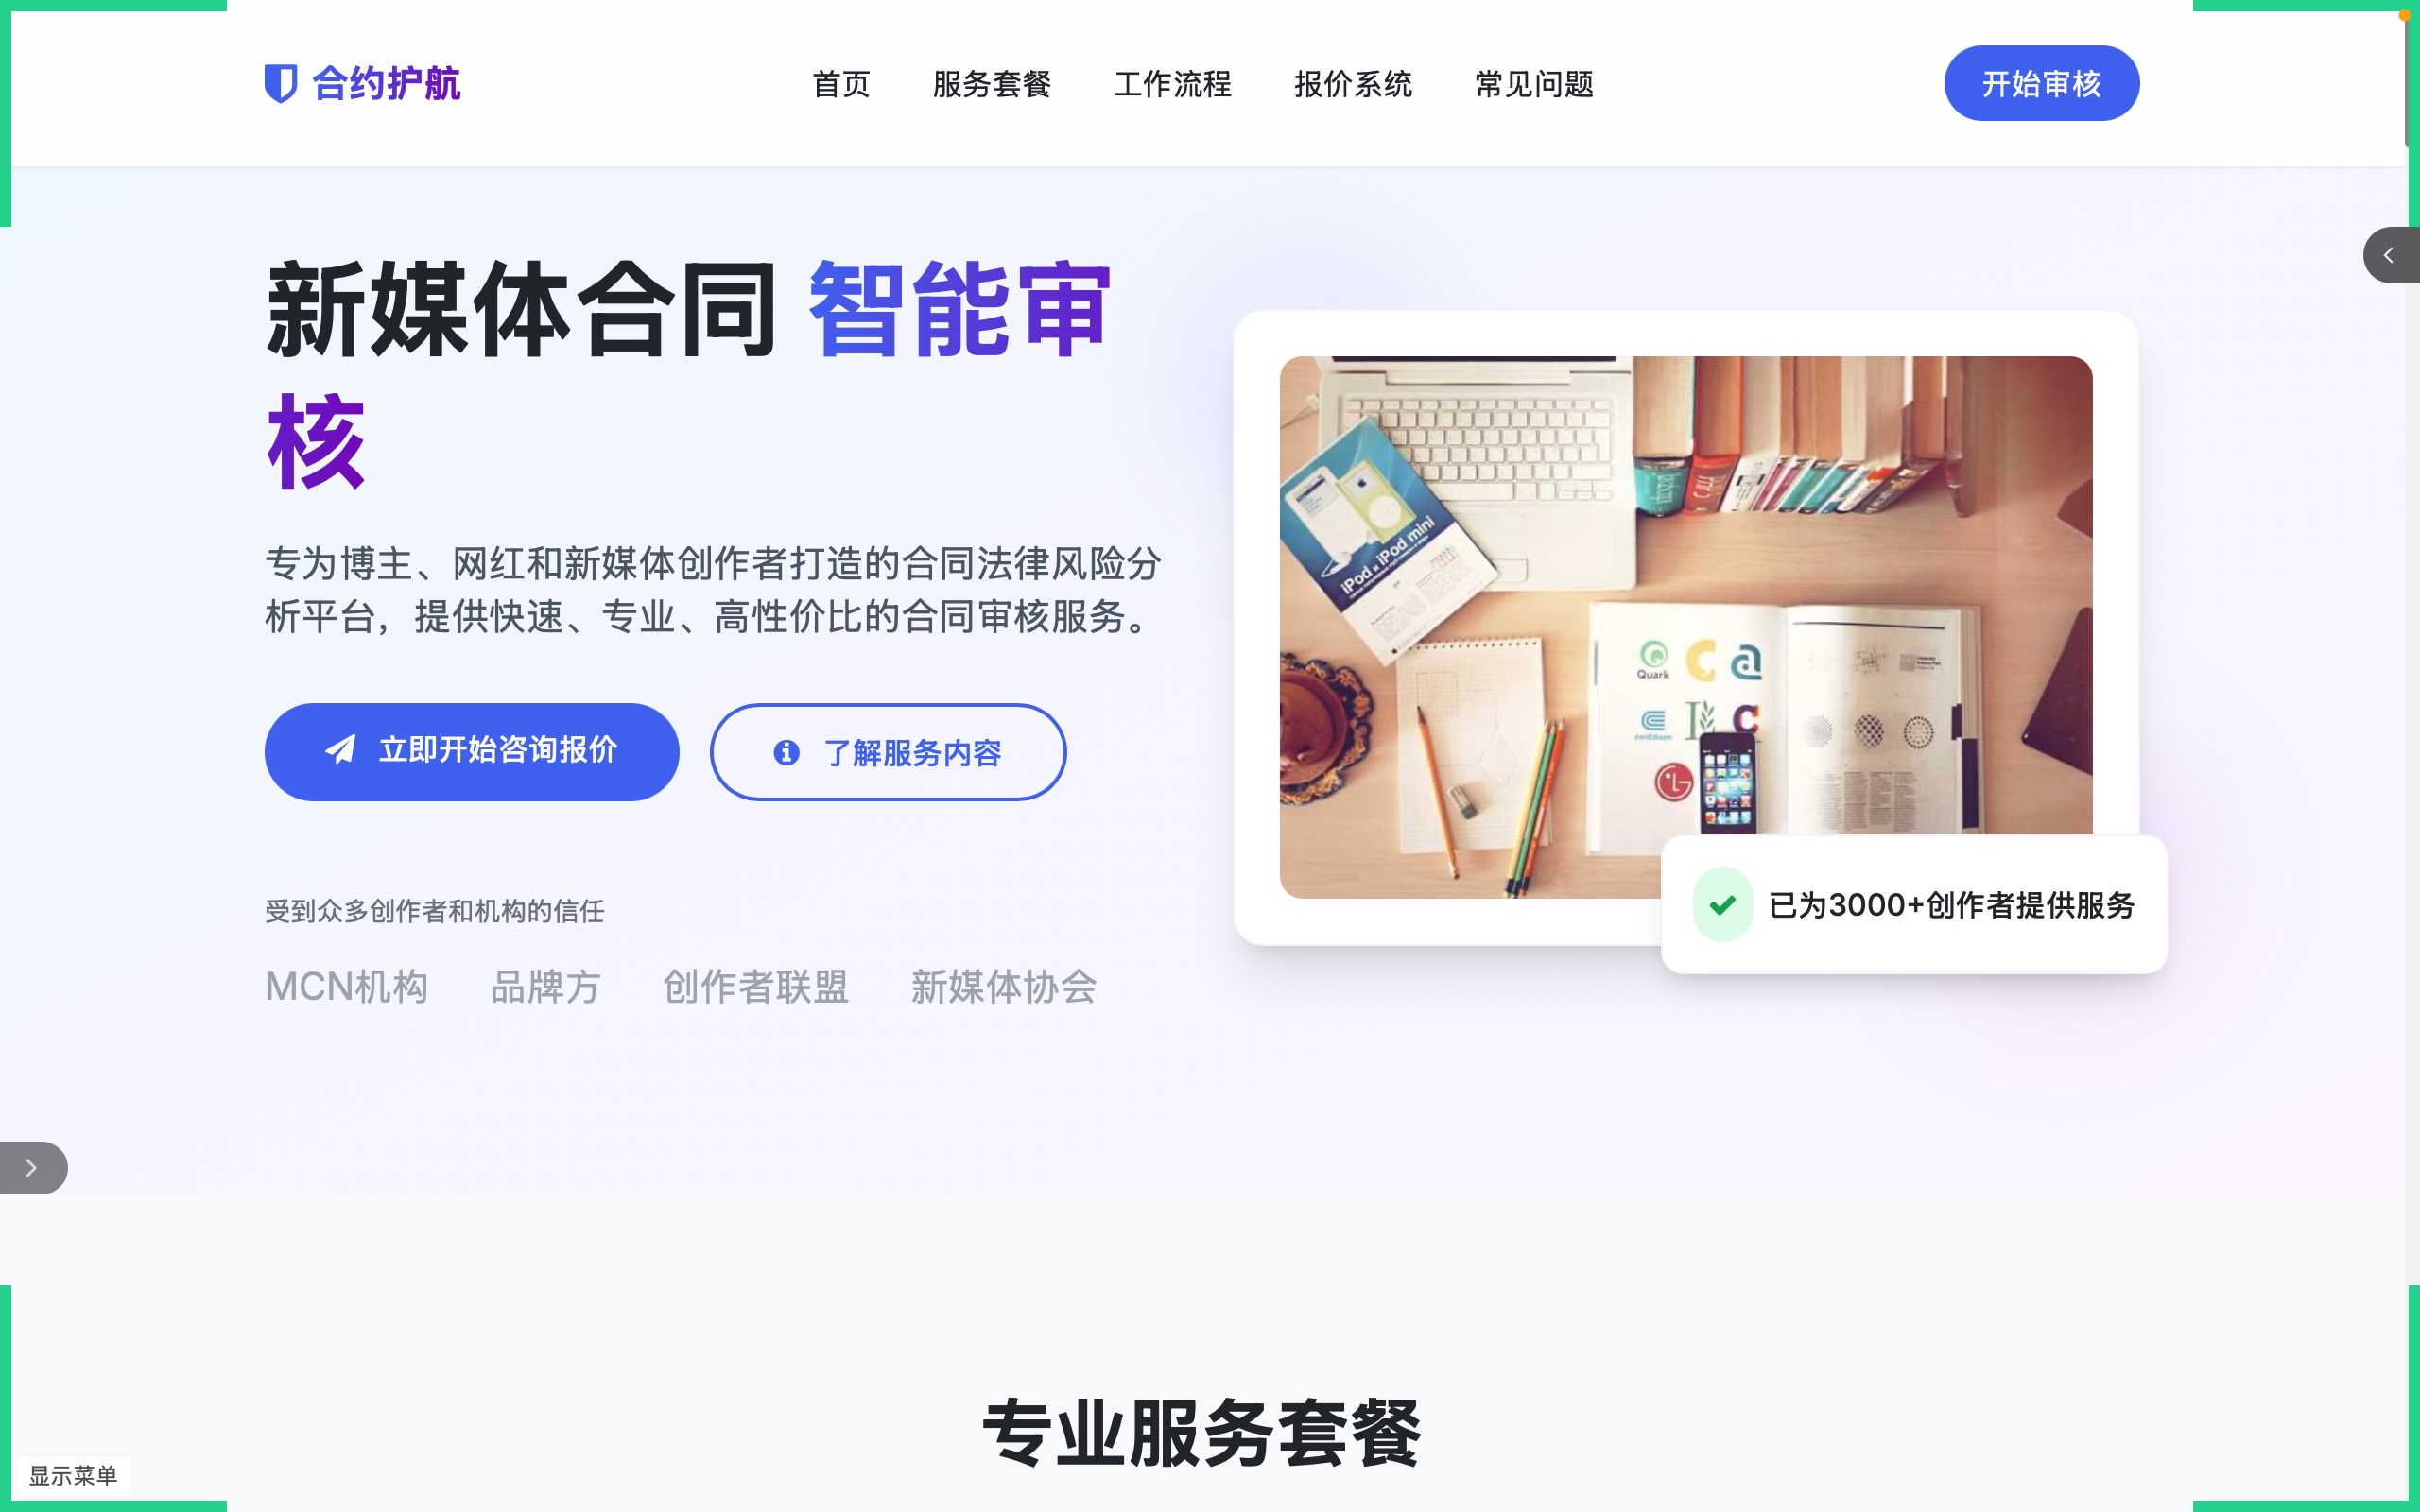 合约护航
首页
服务套餐
工作流程
报价系统
常见问题
开始审核
新媒体合同 智能审
核
专为博主、网红和新媒体创作者打造的合同法律风险分
析平台，提供快速、专业、高性价比的合同审核服务。
立即开始咨询报价
了解服务内容
受到众多创作者和机构的信任
MCN机构
品牌方
创作者联盟
新媒体协会
iPod и iPod mini
Quark
已为3000+创作者提供服务
专业服务套餐
显示菜单